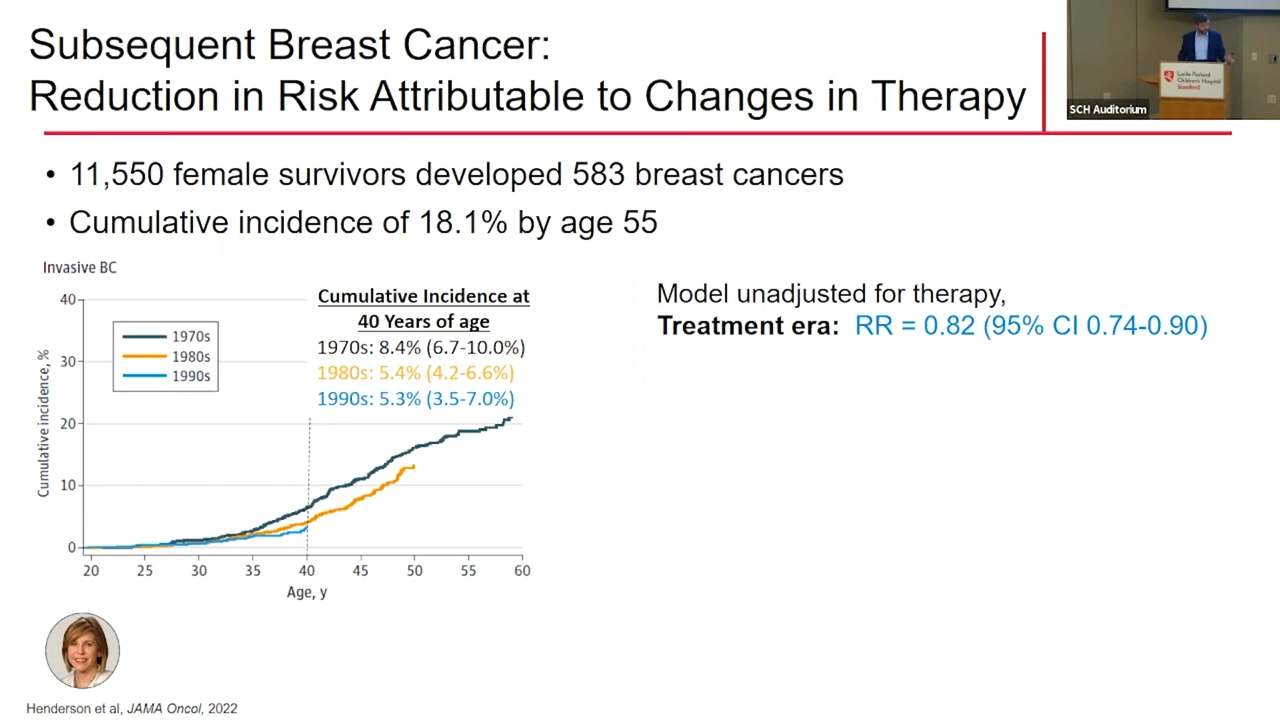 Subsequent Breast Cancer:
Reduction in Risk Attributable to Changes in Therapy
Lucile Packard
Children's Hospital
Stanford
SCH Auditorium
• 11,550 female survivors developed 583 breast cancers
• Cumulative incidence of 18.1% by age 55
Invasive BC
Cumulative incidence, %
40
30
20
10
0
1970s
1980s
1990s
Cumulative Incidence at
40 Years of age
1970s: 8.4% (6.7-10.0%)
1980s: 5.4% (4.2-6.6%)
1990s: 5.3% (3.5-7.0%)
20 25 30 35 40 45 50 55 60
Age, y
Model unadjusted for therapy,
Treatment era: RR = 0.82 (95% CI 0.74-0.90)
Henderson et al, JAMA Oncol, 2022